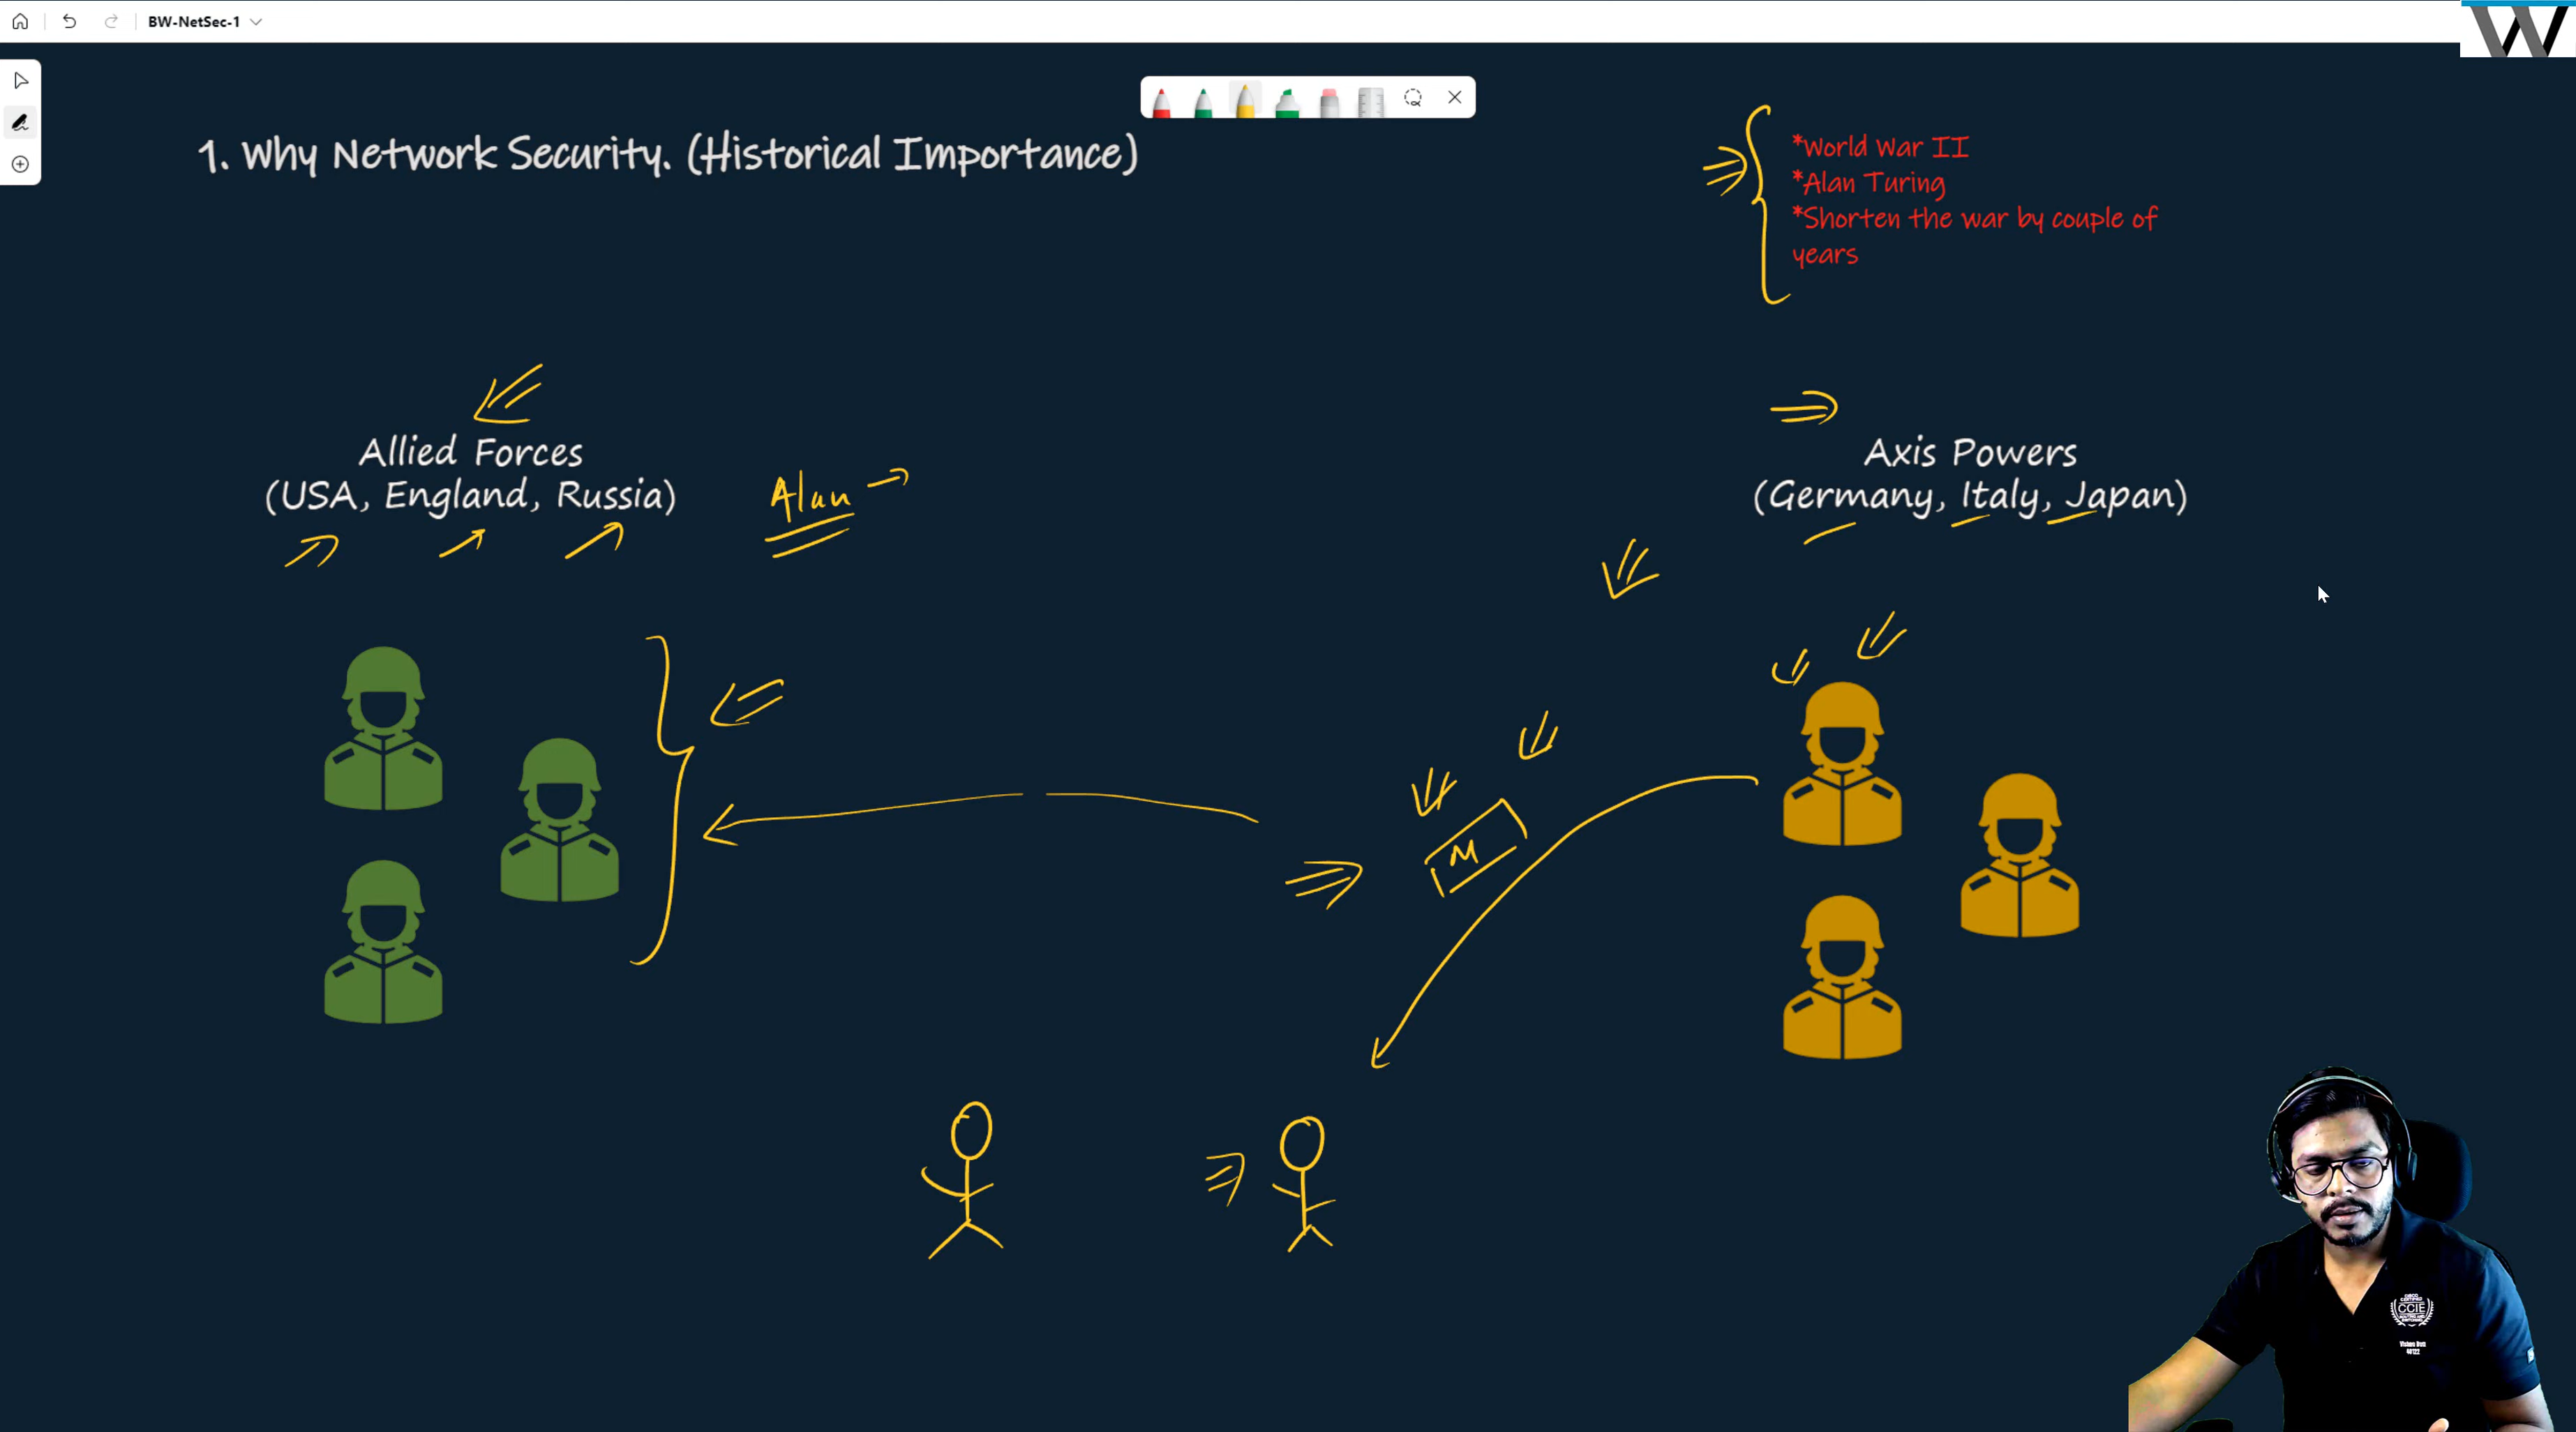 BW-NetSec-1
W
1. Why Network Security. (Historical Importance)
*World War II
*Alan Turing
*Shorten the war by couple of
years
Allied Forces
(USA, England, Russia)
Alan
Axis Powers
(Germany, Italy, Japan)
M
CCIE